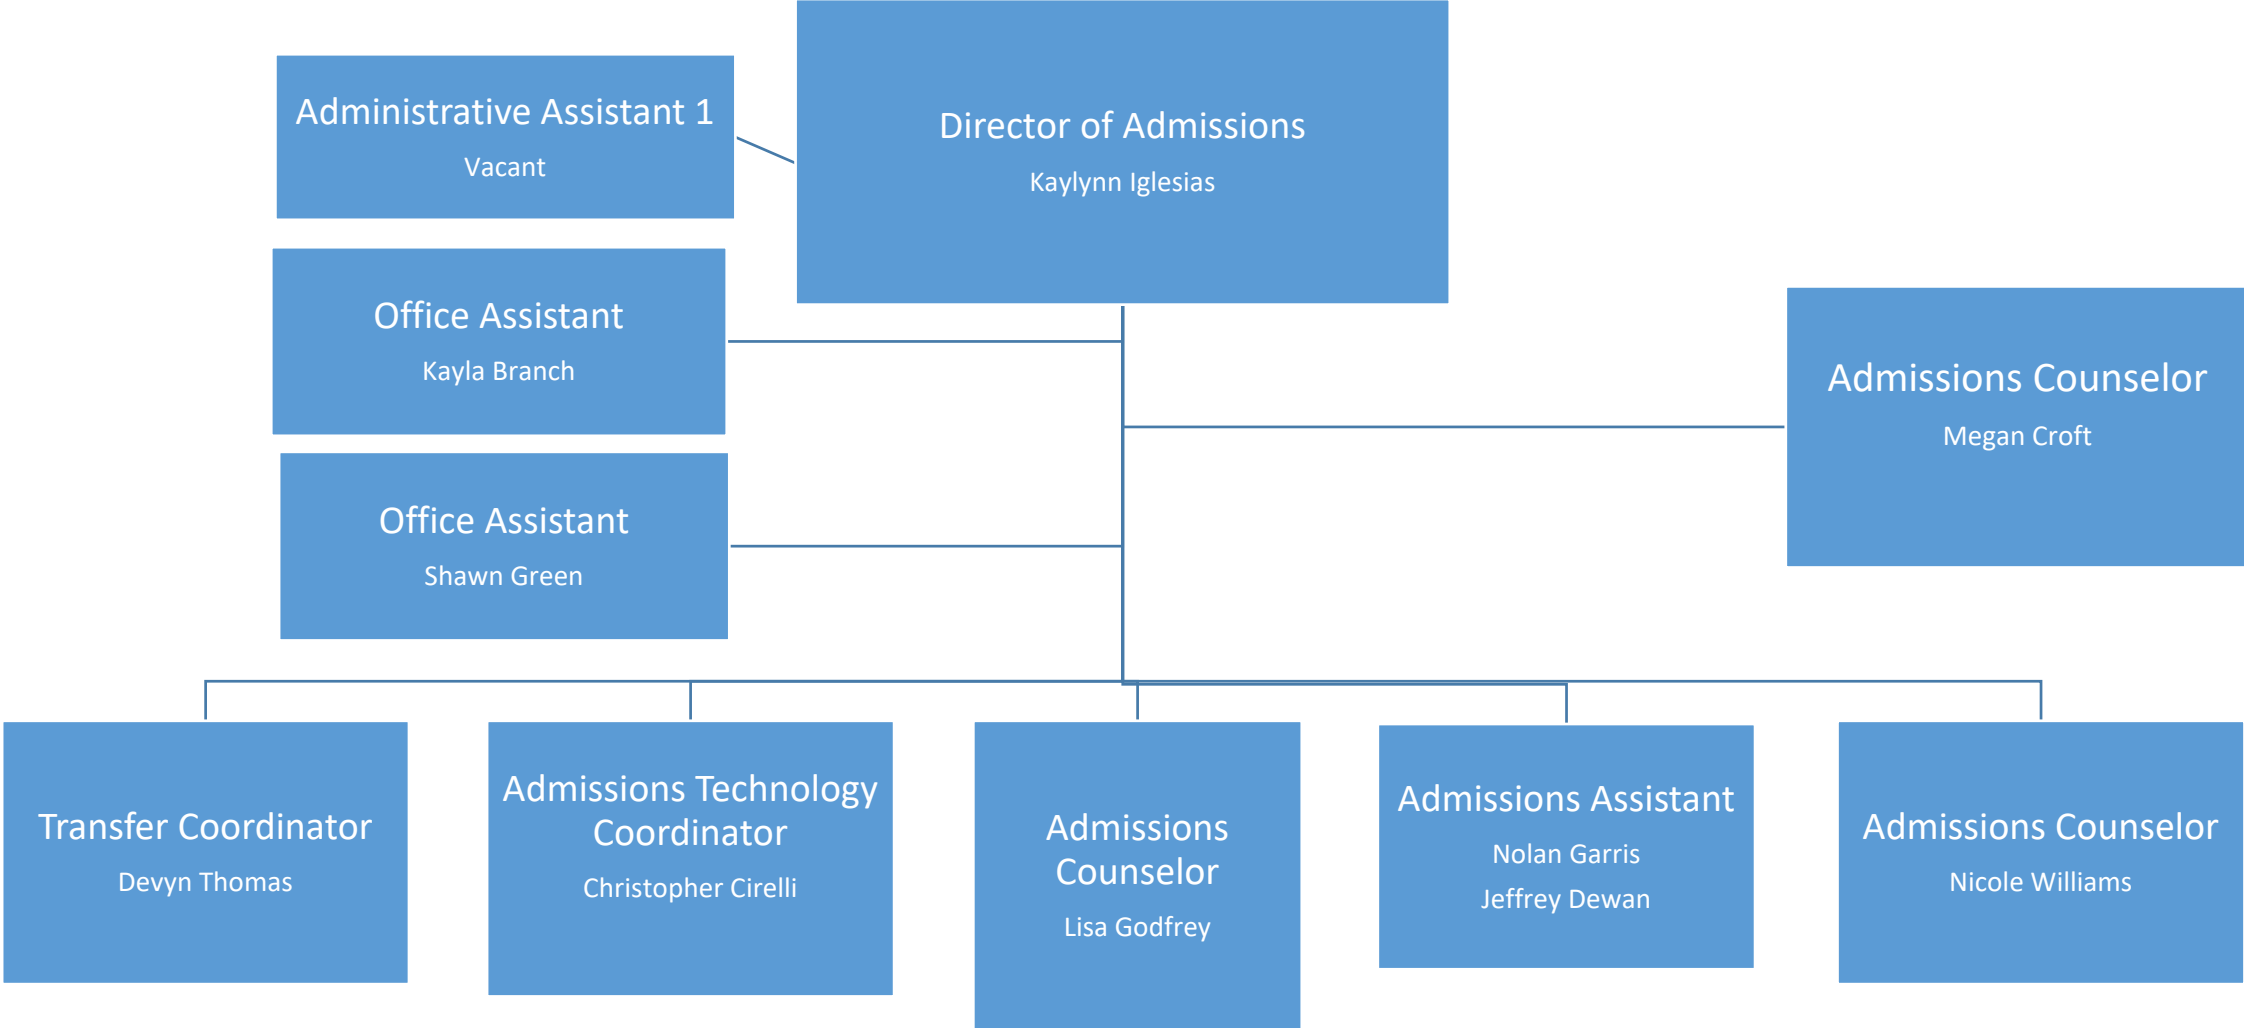 Administrative Assistant 1
Vacant
Director of Admissions
Kaylynn Iglesias
Office Assistant
Kayla Branch
Admissions Counselor
Megan Croft
Office Assistant
Shawn Green
Transfer Coordinator
Devyn Thomas
Admissions Technology
Coordinator
Christopher Cirelli
Admissions
Counselor
Lisa Godfrey
Admissions Assistant
Nolan Garris
Jeffrey Dewan
Admissions Counselor
Nicole Williams